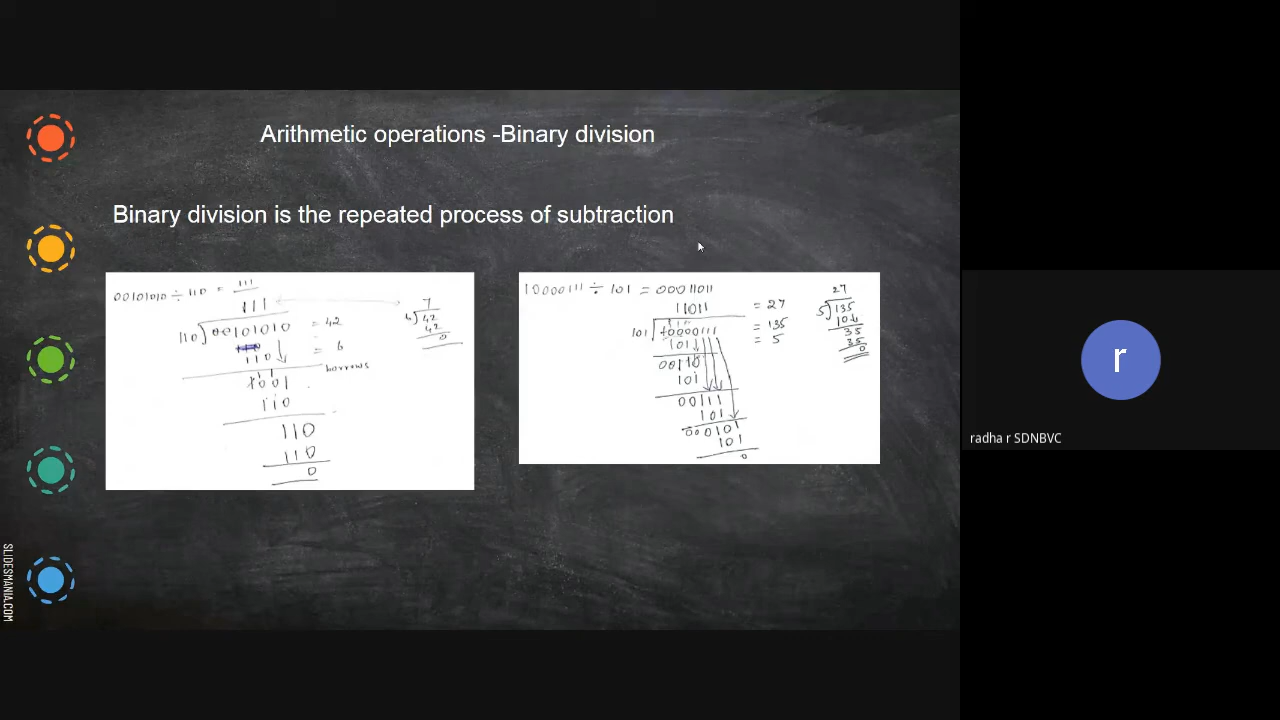 Arithmetic operations -Binary division
Binary division is the repeated process of subtraction
00101010 ÷ 110 = 111
111
110 00101010 = 42
110 = 6
borrows
1001
110
110
110
0
7
6 42
42
0
10000111 ÷ 101 = 00011011
11011 = 27
101 10000111 = 135
101 = 5
00110
101
00111
101
000101
101
0
27
5 135
10
35
35
0
r
radha r SDNBVC
SLIDESMANIA.COM